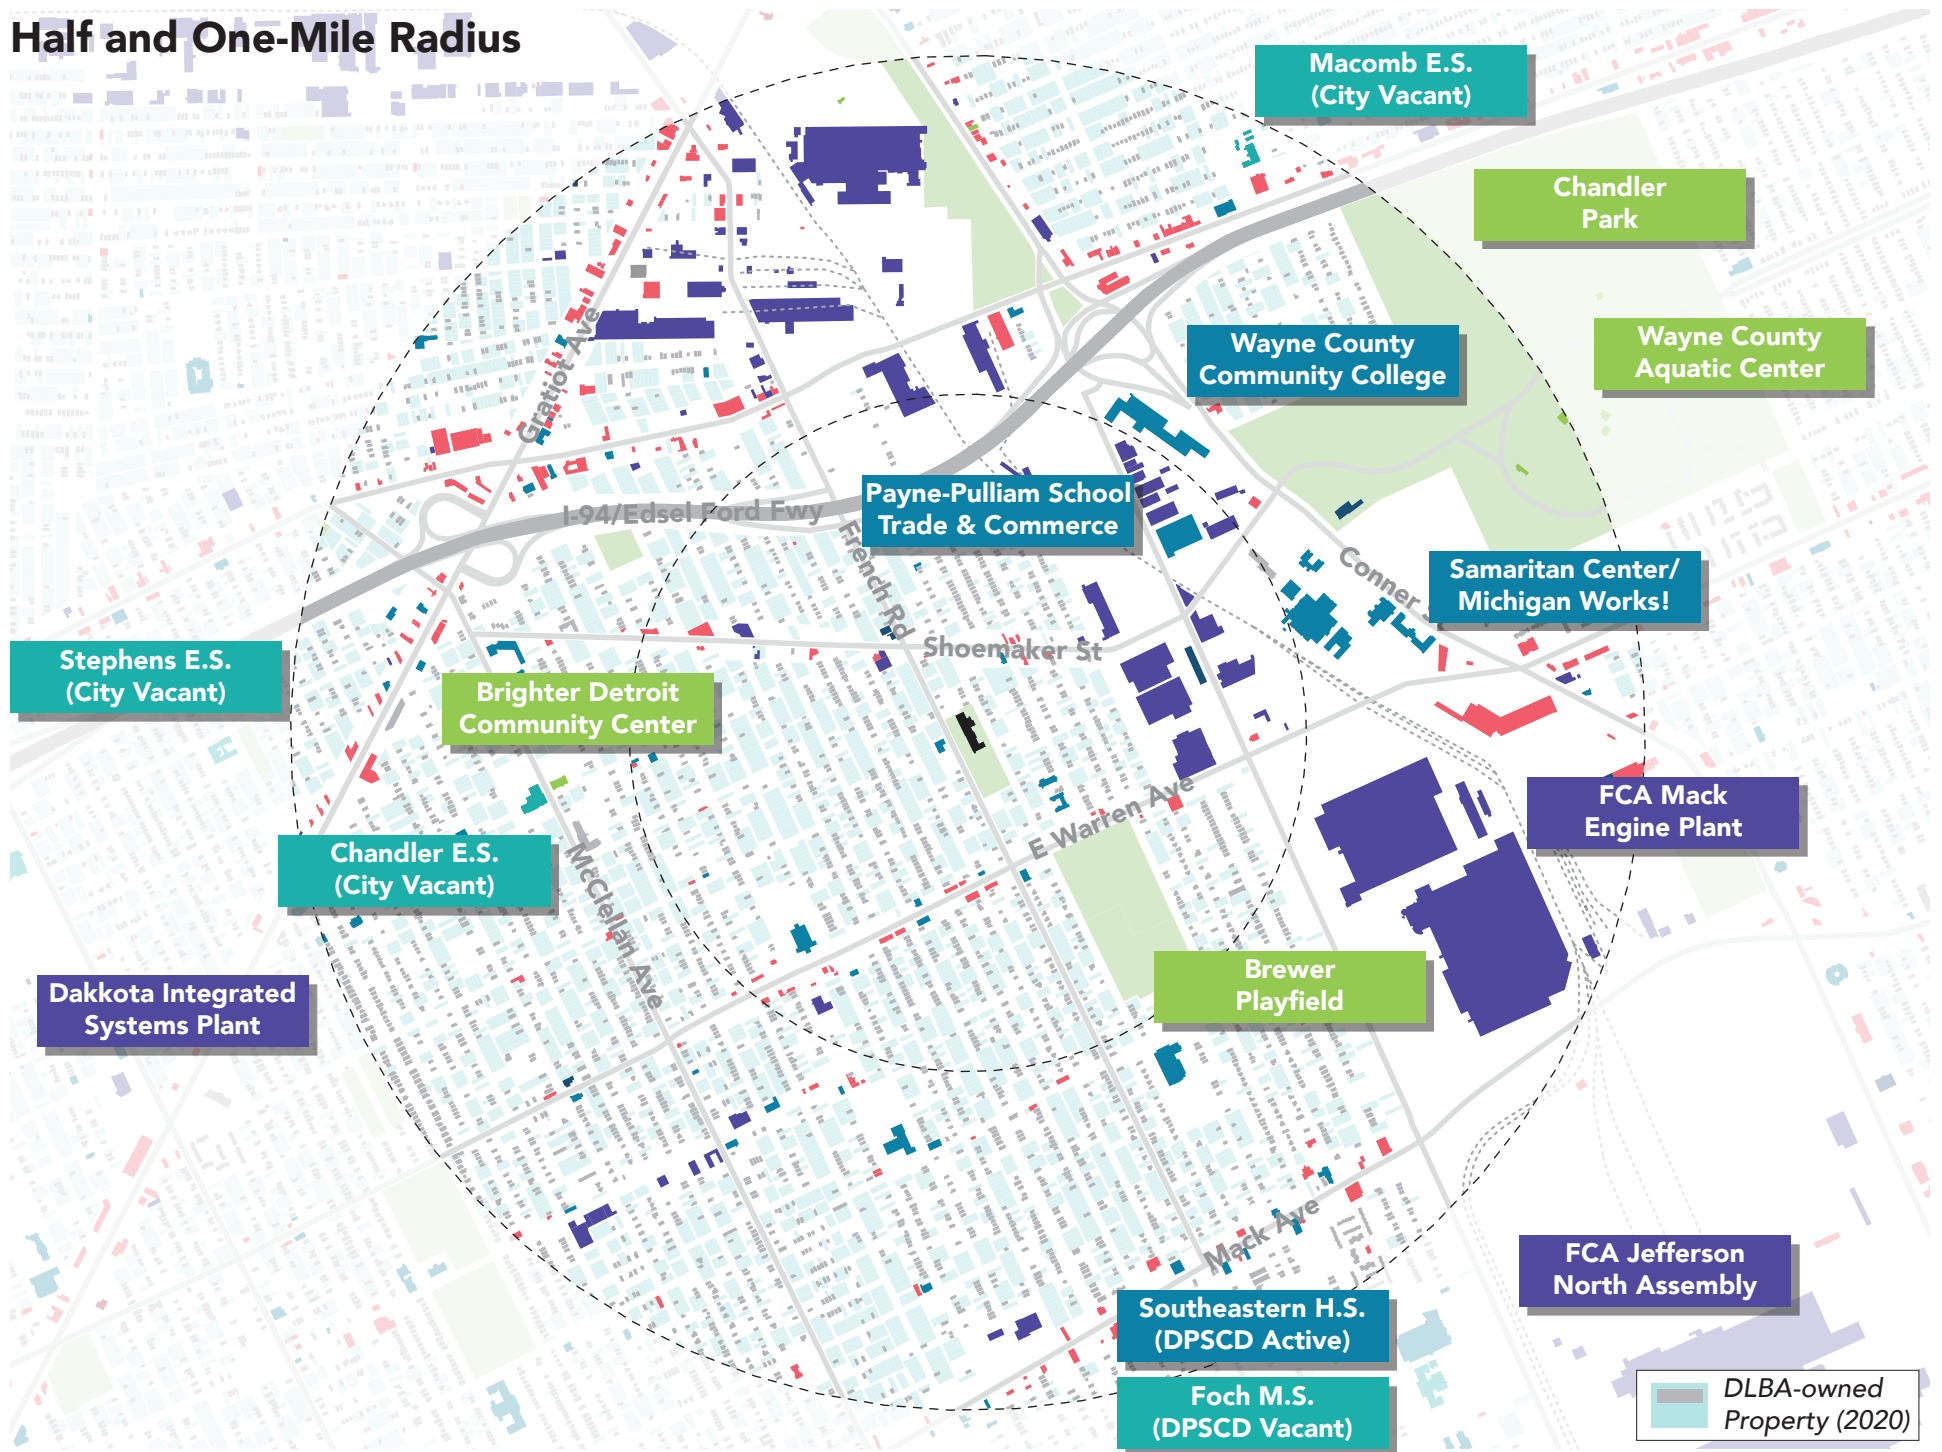 Half and One-Mile Radius
Macomb E.S.
(City Vacant)
Chandler
Park
Wayne County
Community College
Wayne County
Aquatic Center
Gratiot Ave
Payne-Pulliam School
Trade & Commerce
I-94/Edsel Ford Fwy
French Rd
Conner
Samaritan Center/
Michigan Works!
Shoemaker St
Stephens E.S.
(City Vacant)
Brighter Detroit
Community Center
FCA Mack
Engine Plant
E Warren Ave
Chandler E.S.
(City Vacant)
McClellan Ave
Brewer
Playfield
Dakkota Integrated
Systems Plant
Mack Ave
FCA Jefferson
North Assembly
Southeastern H.S.
(DPSCD Active)
Foch M.S.
(DPSCD Vacant)
DLBA-owned
Property (2020)